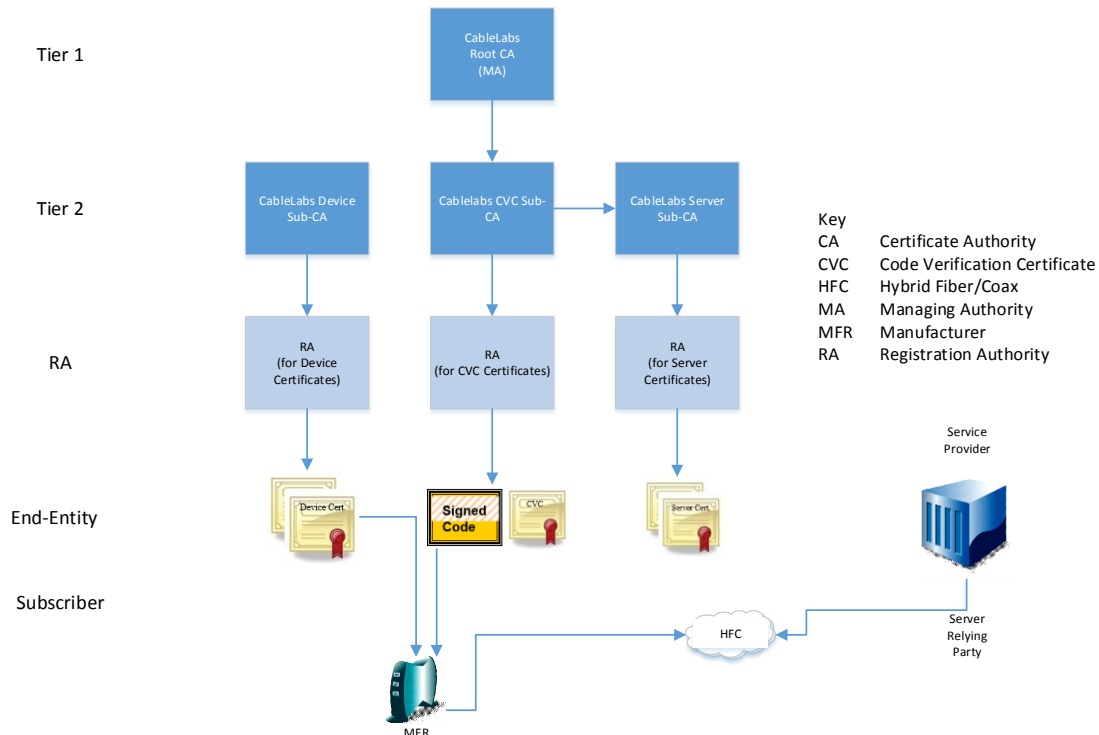 Tier 1
CableLabs
Root CA
(MA)
Tier 2
CableLabs Device
Sub-CA
Cablelabs CVC Sub-
CA
CableLabs Server
Sub-CA
Key
CA Certificate Authority
CVC Code Verification Certificate
HFC Hybrid Fiber/Coax
MA Managing Authority
MFR Manufacturer
RA Registration Authority
RA
RA
(for Device
Certificates)
RA
(for CVC Certificates)
RA
(for Server
Certificates)
Service
Provider
End-Entity
Device Cert.
Signed
Code
CVC
Server Cert.
Subscriber
HFC
Server
Relying
Party
MFR